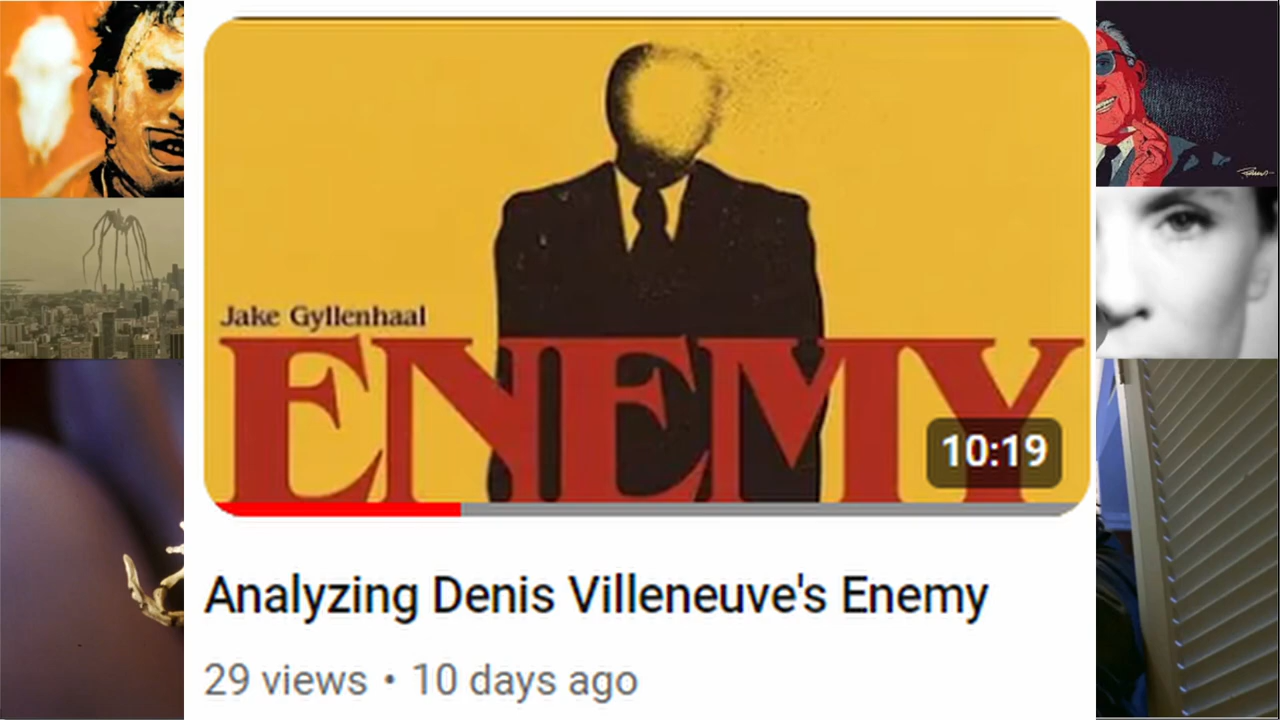 Jake Gyllenhaal
ENEMY
10:19
Analyzing Denis Villeneuve's Enemy
29 views • 10 days ago